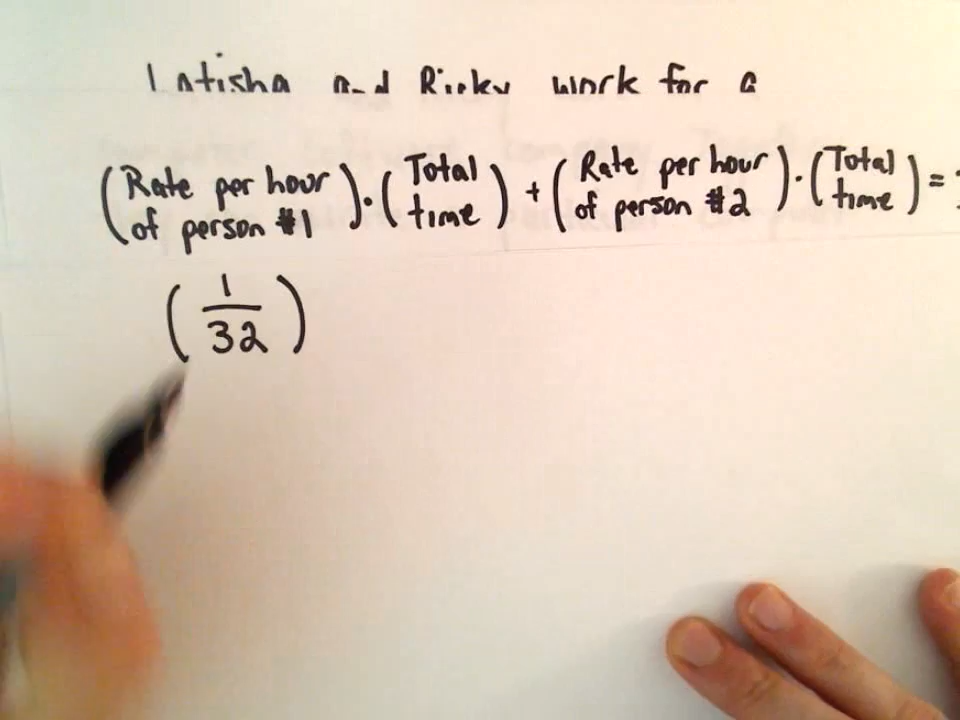 Latisha and Ricky work for a
(Rate per hour of person #1) · (Total time) + (Rate per hour of person #2) · (Total time) =
(1/32)